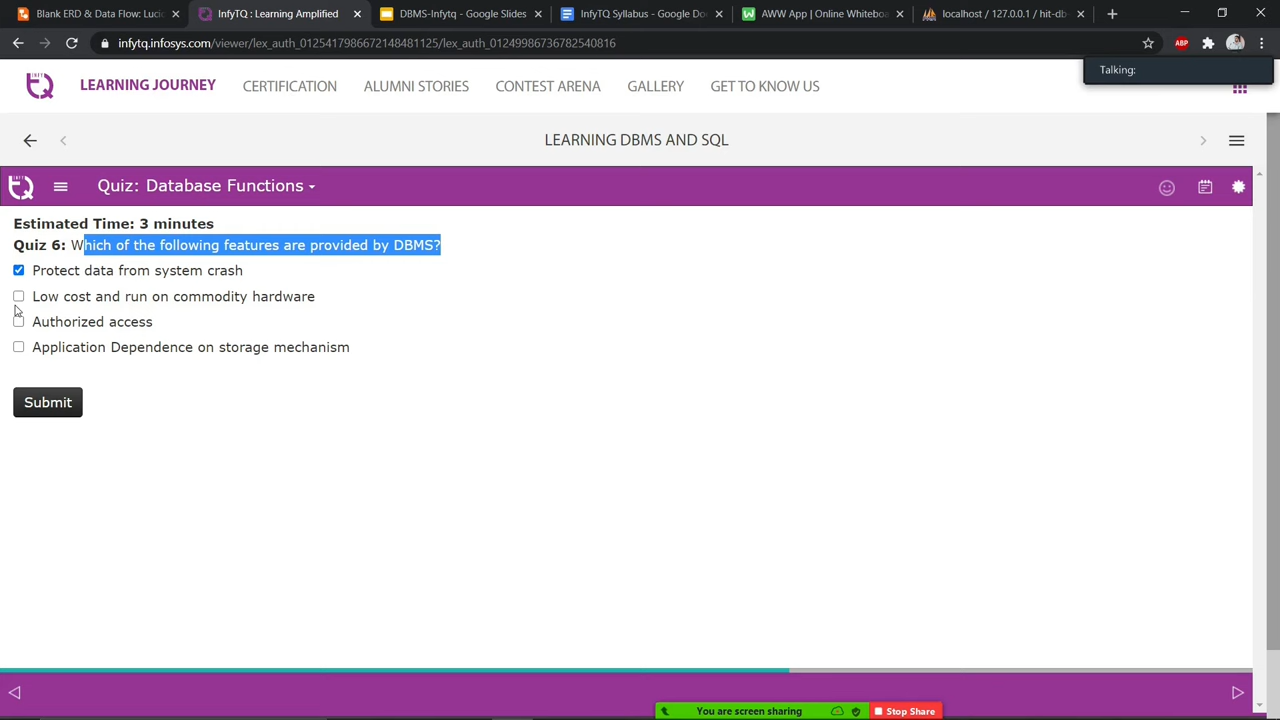 Blank ERD & Data Flow: Lucid
InfyTQ : Learning Amplified
DBMS-Infytq - Google Slides
InfyTQ Syllabus - Google Do
AWW App | Online Whiteboa
localhost / 127.0.0.1 / hit-db
infytq.infosys.com/viewer/lex_auth_0125417986672148481125/lex_auth_01249986736782540816
ABP
Talking:
LEARNING JOURNEY
CERTIFICATION
ALUMNI STORIES
CONTEST ARENA
GALLERY
GET TO KNOW US
LEARNING DBMS AND SQL
Quiz: Database Functions
Estimated Time: 3 minutes
Quiz 6: Which of the following features are provided by DBMS?
Protect data from system crash
Low cost and run on commodity hardware
Authorized access
Application Dependence on storage mechanism
Submit
You are screen sharing
Stop Share